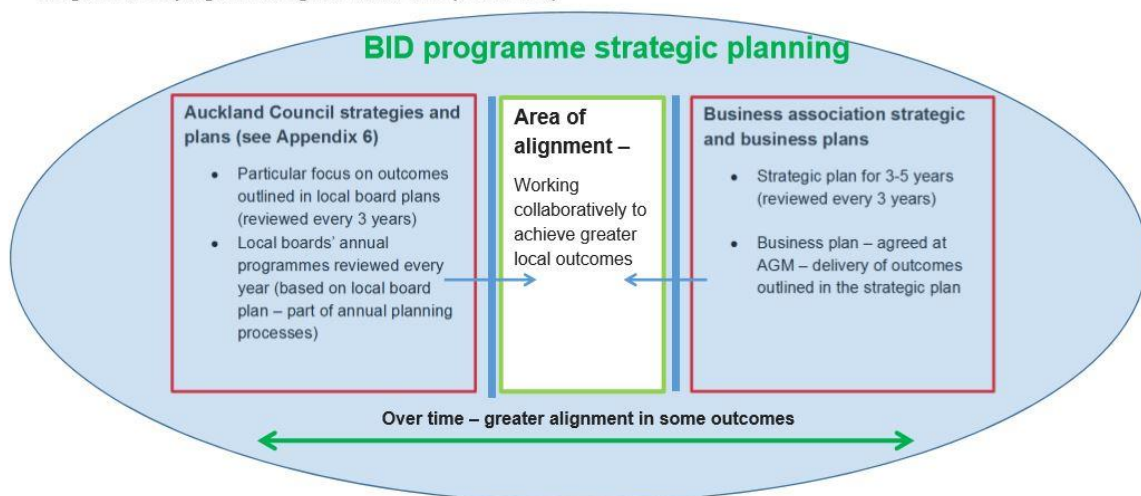 BID programme strategic planning
Auckland Council strategies and
plans (see Appendix 6)
• Particular focus on outcomes
outlined in local board plans
(reviewed every 3 years)
• Local boards' annual
programmes reviewed every
year (based on local board
plan – part of annual planning
processes)
Area of
alignment –
Working
collaboratively to
achieve greater
local outcomes
Business association strategic
and business plans
• Strategic plan for 3-5 years
(reviewed every 3 years)
• Business plan – agreed at
AGM – delivery of outcomes
outlined in the strategic plan
Over time – greater alignment in some outcomes